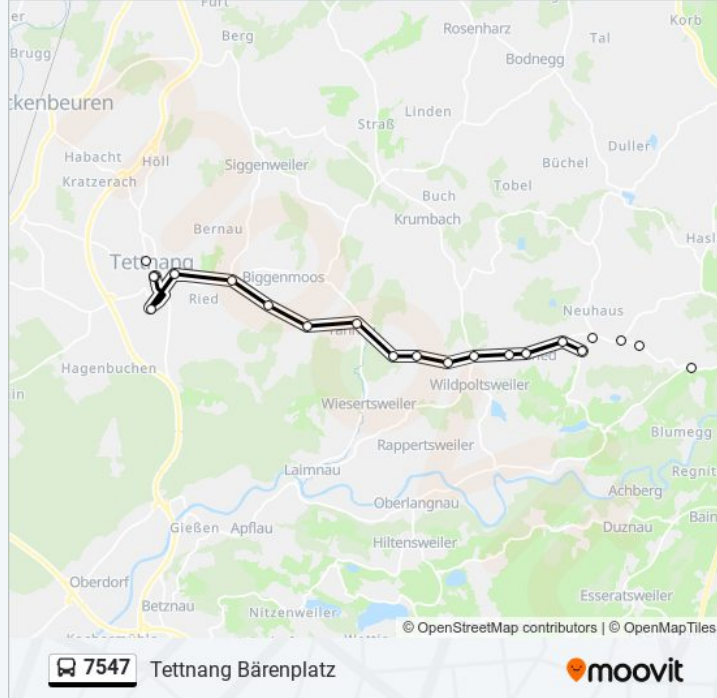 Furt
Korb
er
Berg
Rosenharz
Tal
Brugg
Bodnegg
ckenbeuren
Linden
Straß
Duller
Habacht
Höll
Siggenweiler
Büchel
Kratzerach
Tobel
Buch
Krumbach
Bernau
Hasl
Tettnang
Biggenmoos
Ried
Neuhaus
Hagenbuchen
Wildpoltsweiler
in
Wiesertsweiler
Blumegg
Rappertsweiler
Laimnau
Regnit
Achberg
Oberlangnau
Bain
Gießen
Apflau
Duznau
Hiltensweiler
Oberdorf
Esseratsweiler
Betznau
Nitzenweiler
© OpenStreetMap contributors | © OpenMapTiles
7547 Tettnang Bärenplatz
moovit